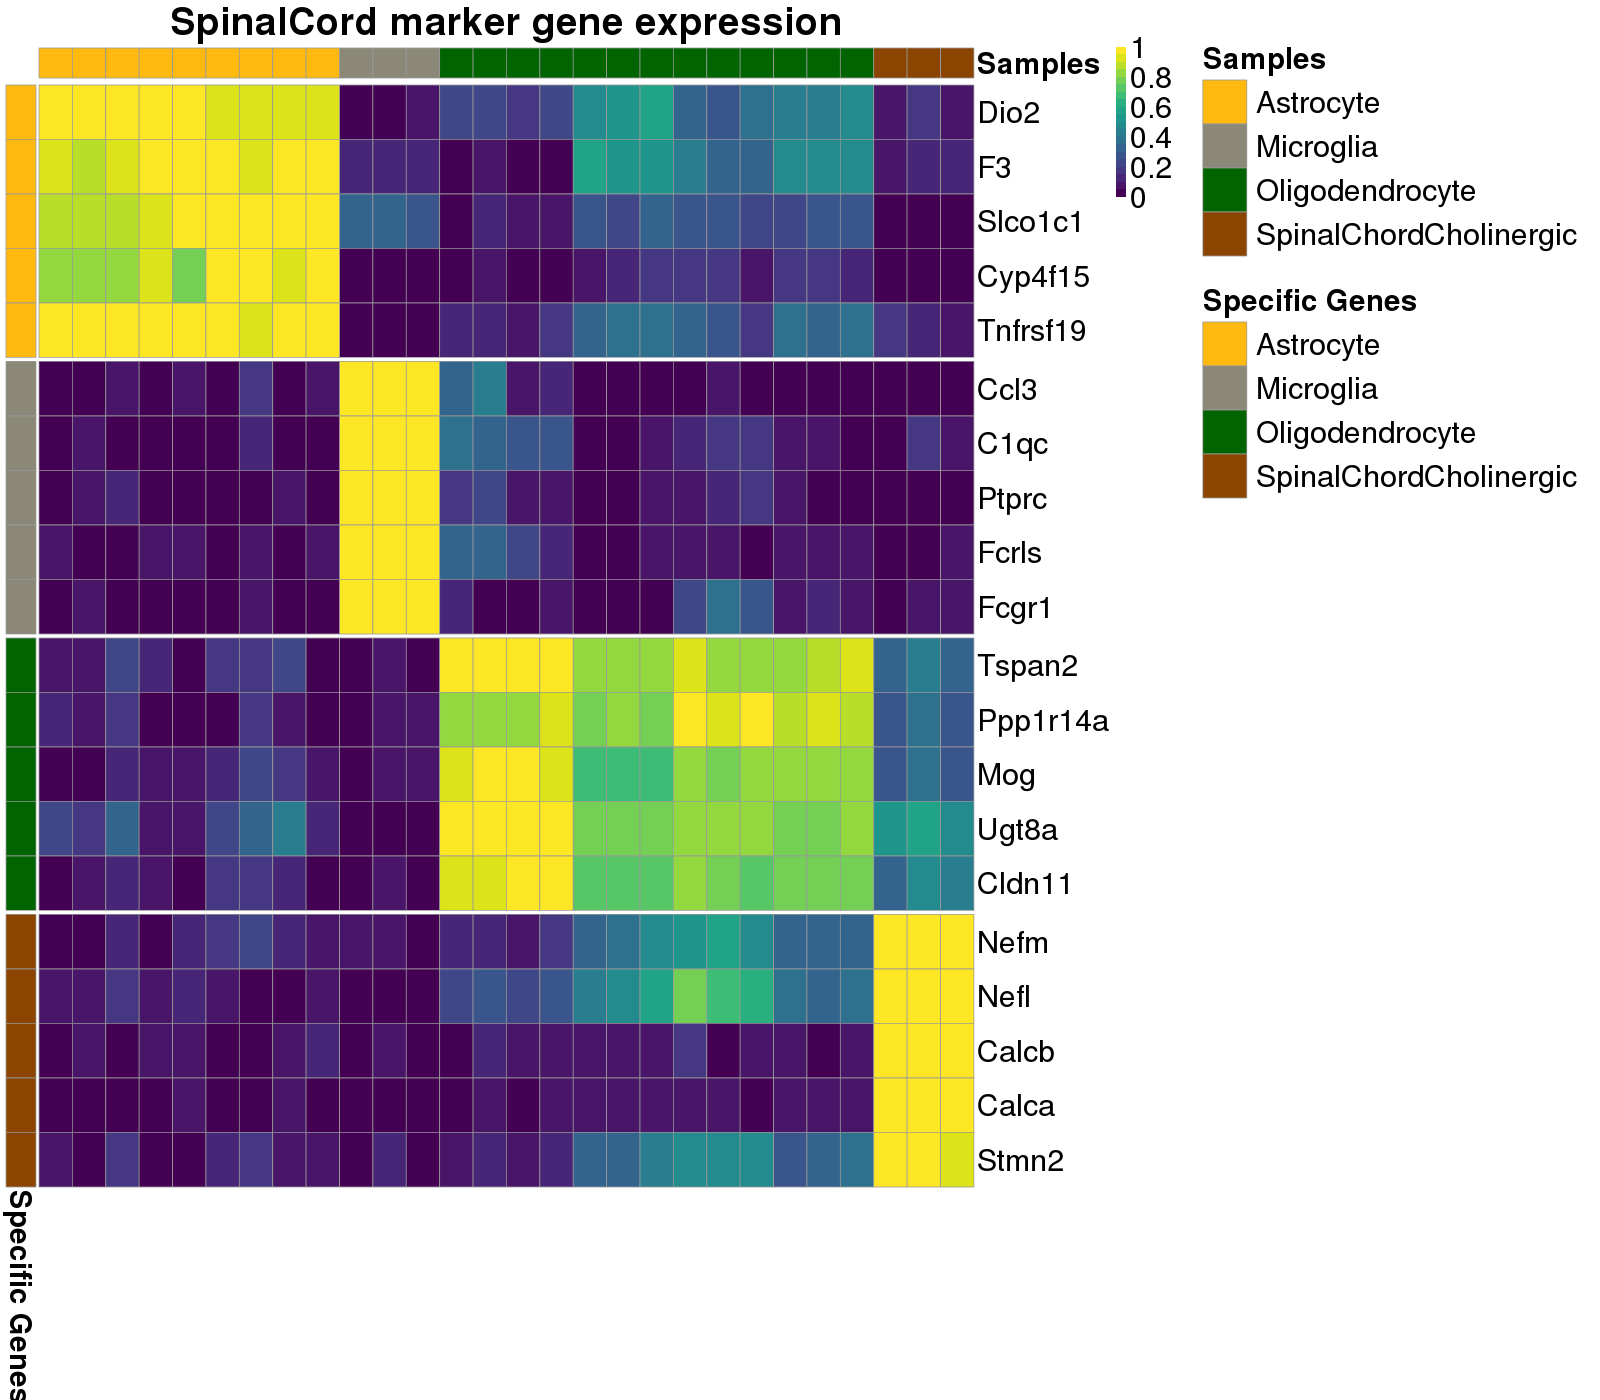 SpinalCord marker gene expression
Samples
Dio2
F3
Slco1c1
Cyp4f15
Tnfrsf19
Ccl3
C1qc
Ptprc
Fcrls
Fcgr1
Tspan2
Ppp1r14a
Mog
Ugt8a
Cldn11
Nefm
Nefl
Calcb
Calca
Stmn2
Specific Genes
1
0.8
0.6
0.4
0.2
0
Samples
Astrocyte
Microglia
Oligodendrocyte
SpinalChordCholinergic
Specific Genes
Astrocyte
Microglia
Oligodendrocyte
SpinalChordCholinergic